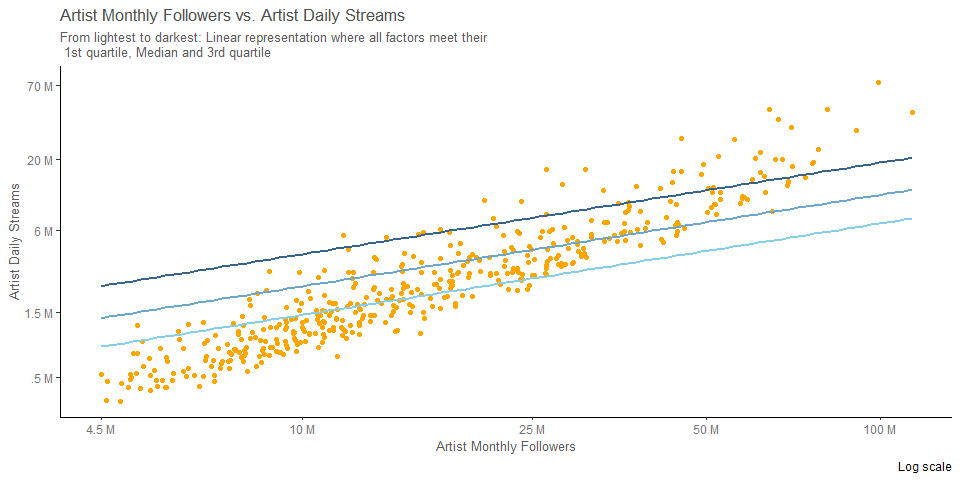 Artist Monthly Followers vs. Artist Daily Streams
From lightest to darkest: Linear representation where all factors meet their
1st quartile, Median and 3rd quartile
70 M
20 M
6 M
1.5 M
.5 M
Artist Daily Streams
4.5 M
10 M
25 M
50 M
100 M
Artist Monthly Followers
Log scale